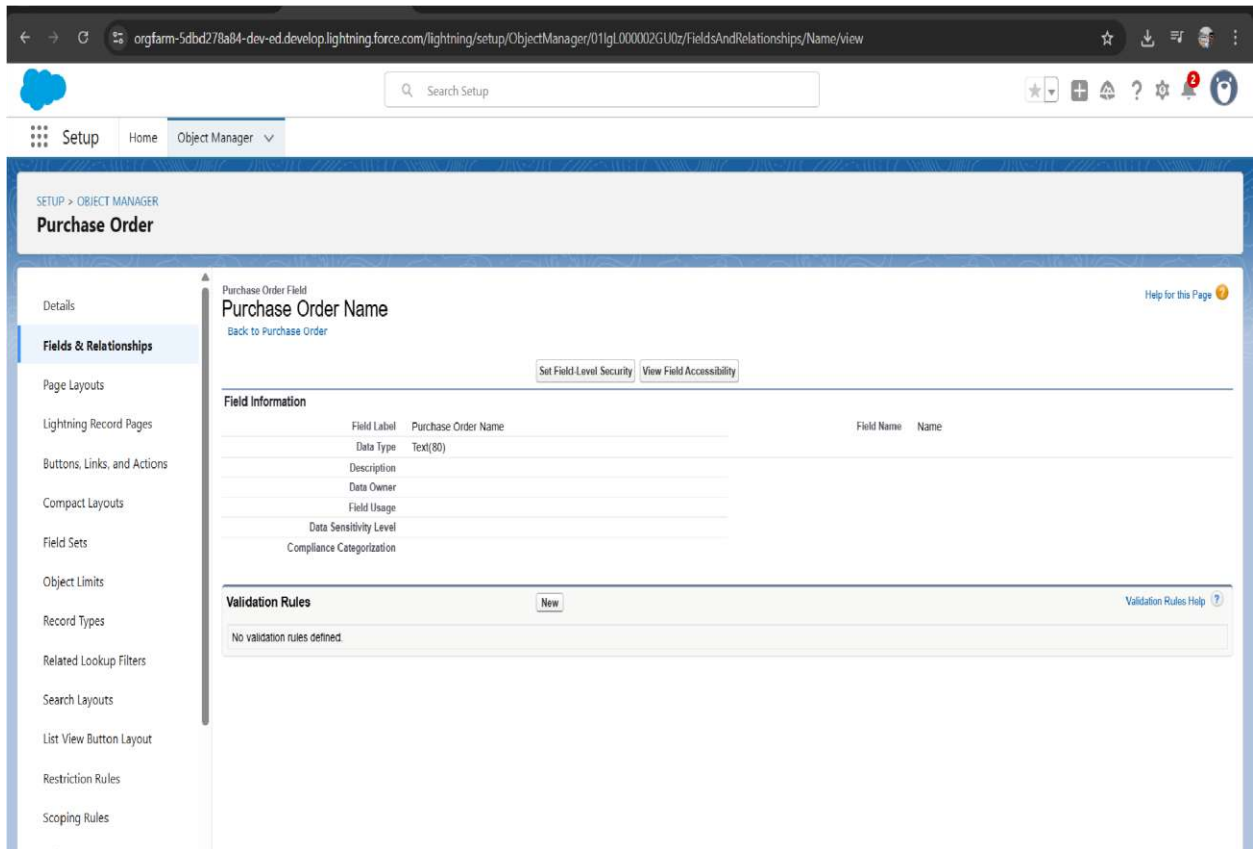 orgfarm-5dbd278a84-dev-ed.develop.lightning.force.com/lightning/setup/ObjectManager/01IgL000002GU0z/FieldsAndRelationships/Name/view
Search Setup
2
Setup Home Object Manager
SETUP > OBJECT MANAGER
Purchase Order
Details
Fields & Relationships
Page Layouts
Lightning Record Pages
Buttons, Links, and Actions
Compact Layouts
Field Sets
Object Limits
Record Types
Related Lookup Filters
Search Layouts
List View Button Layout
Restriction Rules
Scoping Rules
Purchase Order Field
Purchase Order Name
Back to Purchase Order
Help for this Page ?
Set Field-Level Security View Field Accessibility
Field Information
Field Label Purchase Order Name Field Name Name
Data Type Text(80)
Description
Data Owner
Field Usage
Data Sensitivity Level
Compliance Categorization
Validation Rules New Validation Rules Help ?
No validation rules defined.